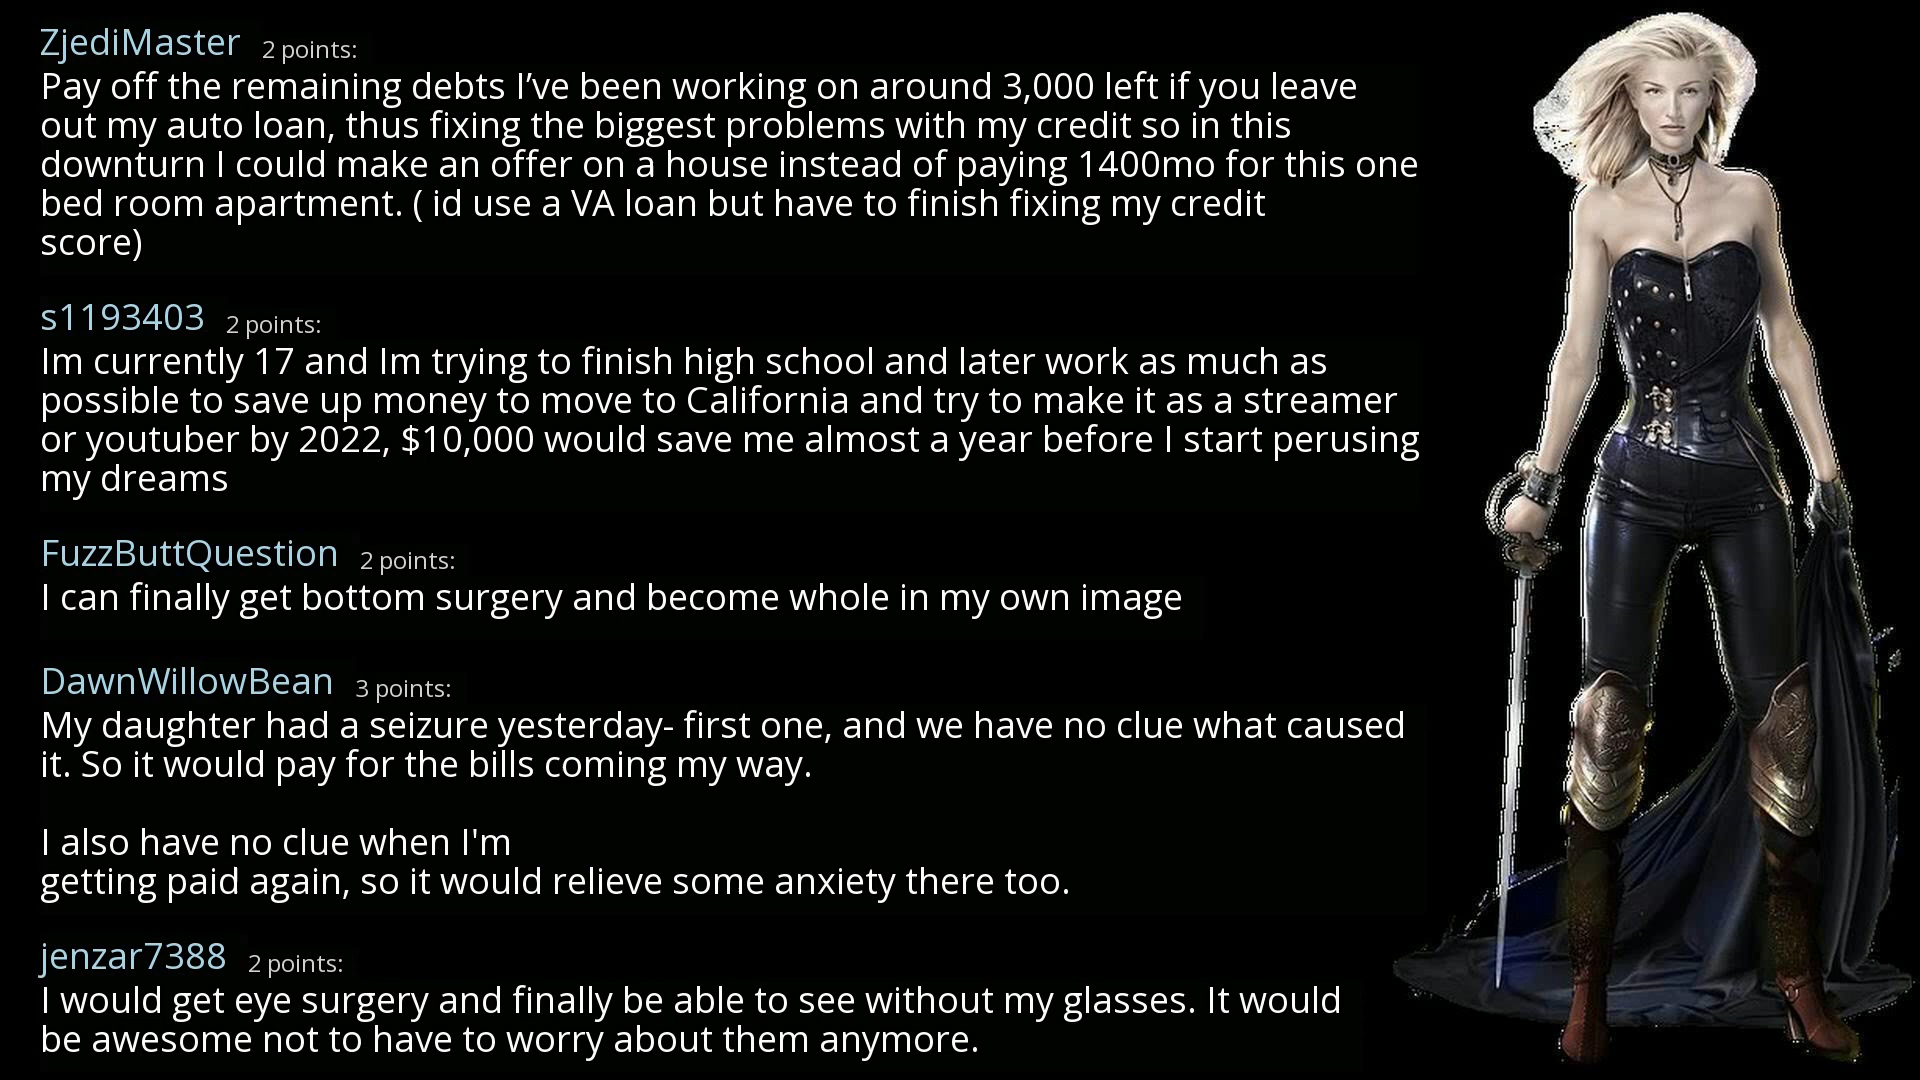 ZjediMaster 2 points:
Pay off the remaining debts I’ve been working on around 3,000 left if you leave
out my auto loan, thus fixing the biggest problems with my credit so in this
downturn I could make an offer on a house instead of paying 1400mo for this one
bed room apartment. ( id use a VA loan but have to finish fixing my credit
score)
s1193403 2 points:
Im currently 17 and Im trying to finish high school and later work as much as
possible to save up money to move to California and try to make it as a streamer
or youtuber by 2022, $10,000 would save me almost a year before I start perusing
my dreams
FuzzButtQuestion 2 points:
I can finally get bottom surgery and become whole in my own image
DawnWillowBean 3 points:
My daughter had a seizure yesterday- first one, and we have no clue what caused
it. So it would pay for the bills coming my way.
I also have no clue when I'm
getting paid again, so it would relieve some anxiety there too.
jenzar7388 2 points:
I would get eye surgery and finally be able to see without my glasses. It would
be awesome not to have to worry about them anymore.